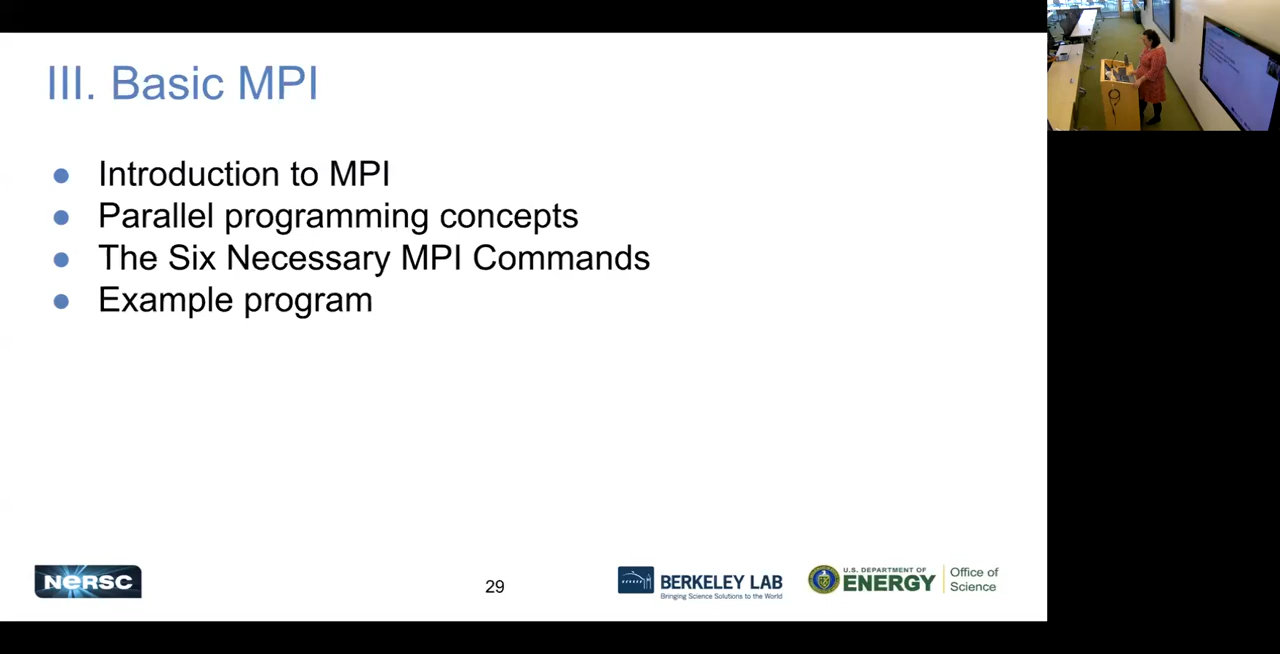 III. Basic MPI
● Introduction to MPI
● Parallel programming concepts
● The Six Necessary MPI Commands
● Example program
NERSC
29
BERKELEY LAB
Bringing Science Solutions to the World
U.S. DEPARTMENT OF
ENERGY
Office of
Science